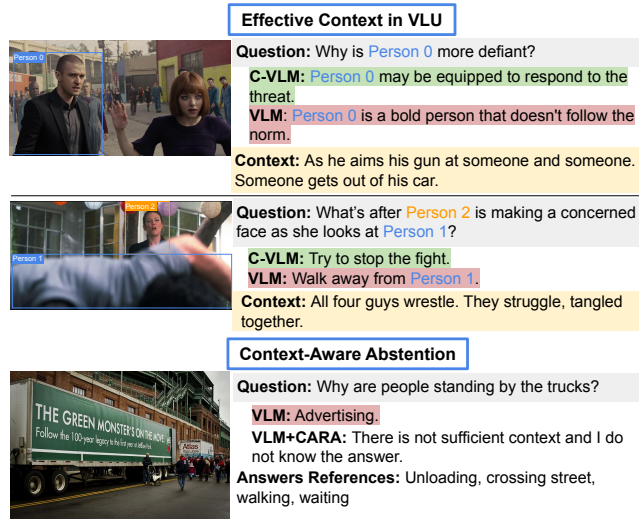 Effective Context in VLU
Person 0
Question: Why is Person 0 more defiant?
C-VLM: Person 0 may be equipped to respond to the
threat.
VLM: Person 0 is a bold person that doesn't follow the
norm.
Context: As he aims his gun at someone and someone.
Someone gets out of his car.
Person 2
Person 1
Question: What's after Person 2 is making a concerned
face as she looks at Person 1?
C-VLM: Try to stop the fight.
VLM: Walk away from Person 1.
Context: All four guys wrestle. They struggle, tangled
together.
Context-Aware Abstention
THE GREEN MONSTER'S ON THE MOVE
Follow the 100-year legacy to the first year at JetBlue Park.
Atlas
Question: Why are people standing by the trucks?
VLM: Advertising.
VLM+CARA: There is not sufficient context and I do
not know the answer.
Answers References: Unloading, crossing street,
walking, waiting